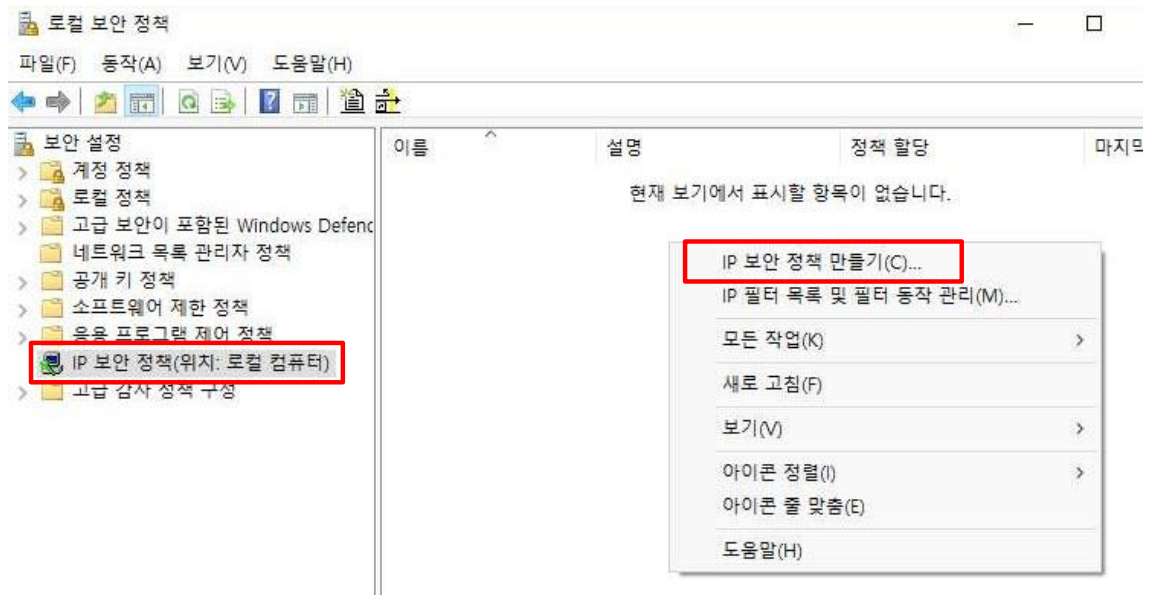 로컬 보안 정책
파일(F) 동작(A) 보기(V) 도움말(H)
보안 설정
계정 정책
로컬 정책
고급 보안이 포함된 Windows Defenc
네트워크 목록 관리자 정책
공개 키 정책
소프트웨어 제한 정책
응용 프로그램 제어 정책
IP 보안 정책(위치: 로컬 컴퓨터)
고급 감사 정책 구성
이름 설명 정책 할당 마지막
현재 보기에서 표시할 항목이 없습니다.
IP 보안 정책 만들기(C)...
IP 필터 목록 및 필터 동작 관리(M)...
모든 작업(K)
새로 고침(F)
보기(V)
아이콘 정렬(I)
아이콘 줄 맞춤(E)
도움말(H)